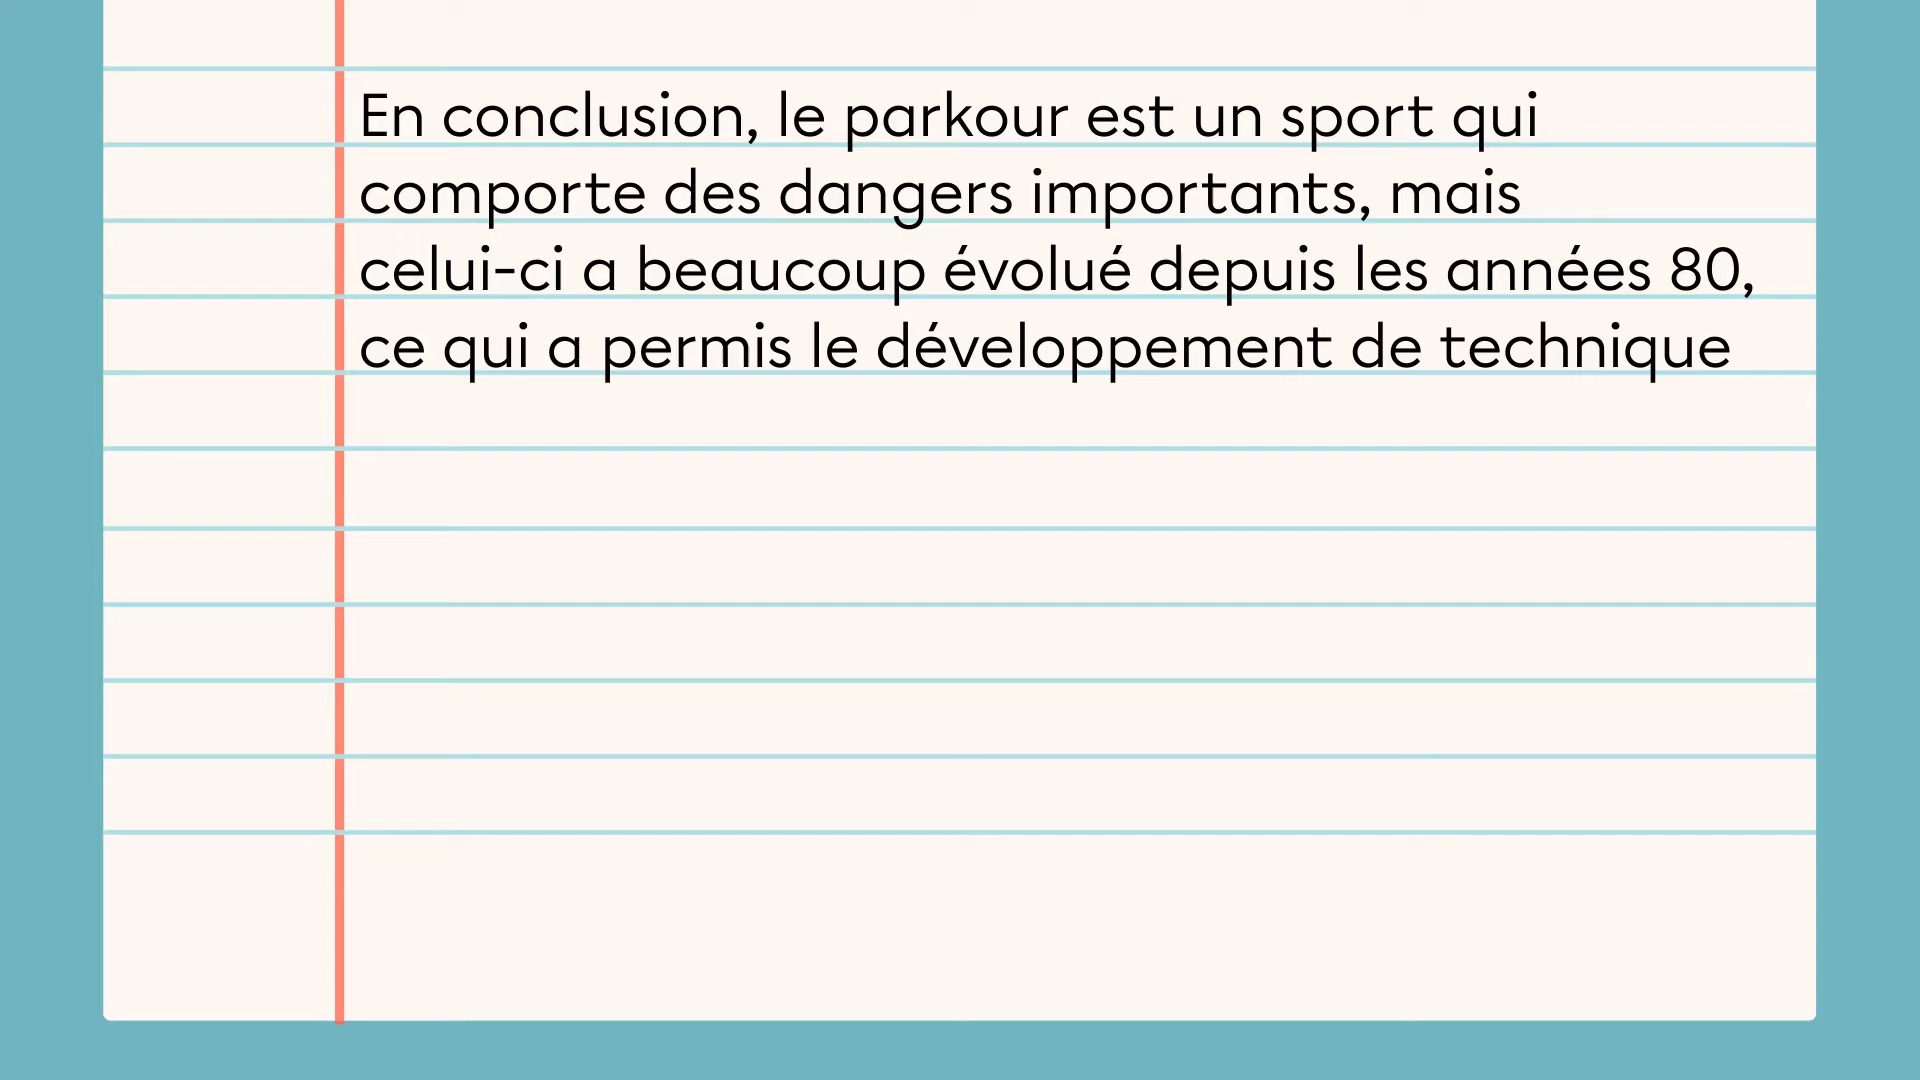 En conclusion, le parkour est un sport qui
comporte des dangers importants, mais
celui-ci a beaucoup évolué depuis les années 80,
ce qui a permis le développement de technique